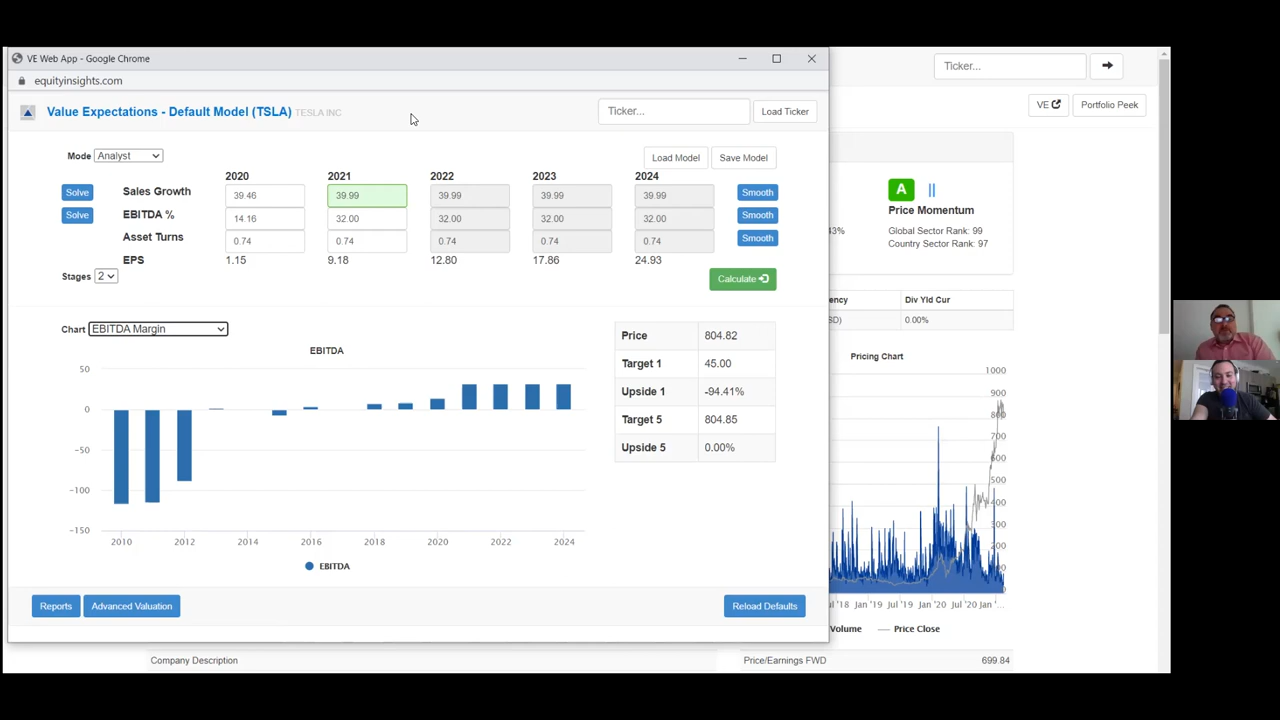 VE Web App - Google Chrome
equityinsights.com
Value Expectations - Default Model (TSLA) TESLA INC
Ticker...
Load Ticker
Mode Analyst
Load Model
Save Model
2020 2021 2022 2023 2024
Solve Sales Growth 39.46 39.99 39.99 39.99 39.99 Smooth
Solve EBITDA % 14.16 32.00 32.00 32.00 32.00 Smooth
Asset Turns 0.74 0.74 0.74 0.74 0.74 Smooth
EPS 1.15 9.18 12.80 17.86 24.93
Stages 2
Calculate
Chart EBITDA Margin
EBITDA
50
0
-50
-100
-150
2010 2012 2014 2016 2018 2020 2022 2024
EBITDA
Price 804.82
Target 1 45.00
Upside 1 -94.41%
Target 5 804.85
Upside 5 0.00%
Reports
Advanced Valuation
Reload Defaults
Ticker...
VE
Portfolio Peek
A
Price Momentum
3%
Global Sector Rank: 99
Country Sector Rank: 97
ency Div Yld Cur
SD) 0.00%
Pricing Chart
1000
900
800
700
600
500
400
300
200
100
0
Jan '19 Jul '19 Jan '20 Jul '20 Jan '...
Volume Price Close
Company Description
Price/Earnings FWD 699.84